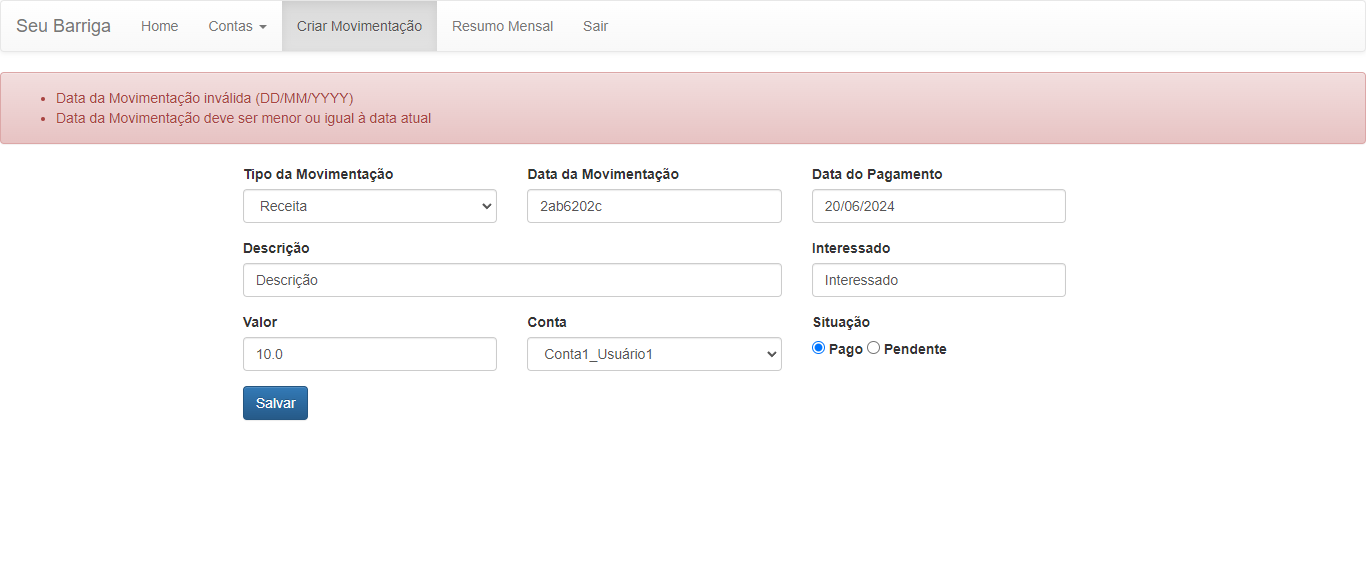 Seu Barriga Home Contas Criar Movimentação Resumo Mensal Sair
Data da Movimentação inválida (DD/MM/YYYY)
Data da Movimentação deve ser menor ou igual à data atual
Tipo da Movimentação Data da Movimentação Data do Pagamento
Receita 2ab6202c 20/06/2024
Descrição Interessado
Descrição Interessado
Valor Conta Situação
10.0 Conta1_Usuário1 Pago Pendente
Salvar